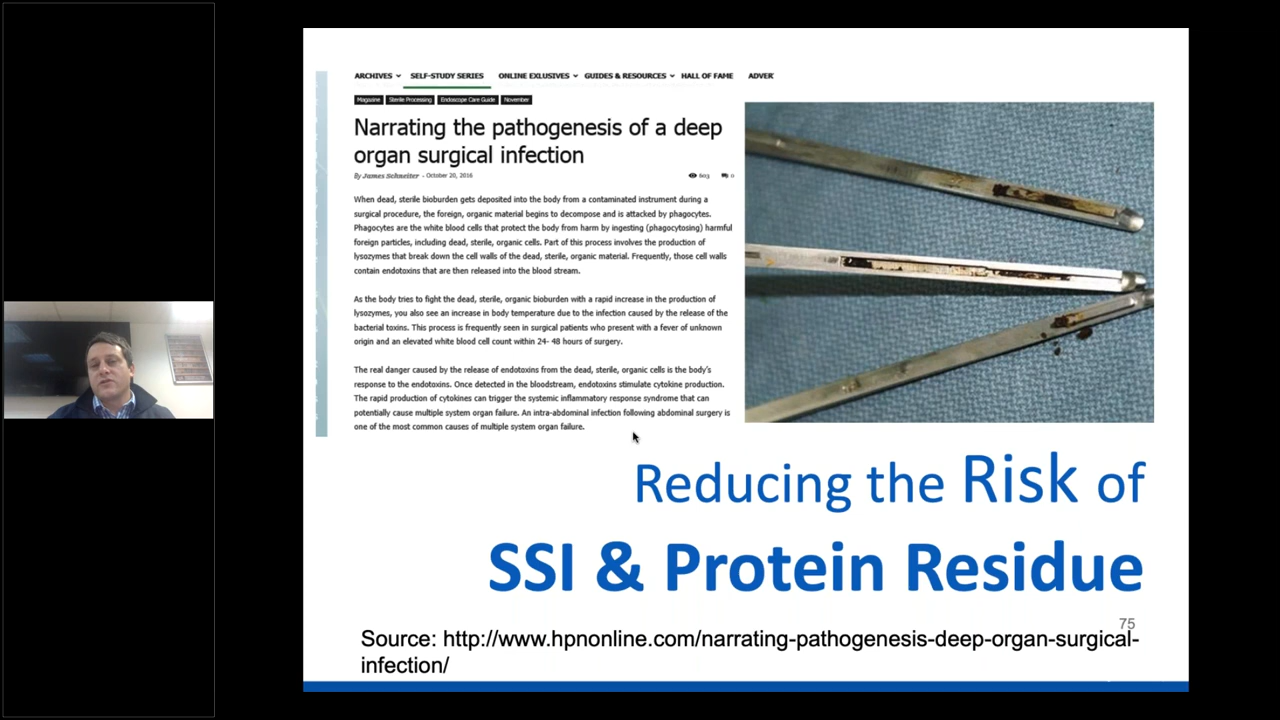 ARCHIVES SELF-STUDY SERIES ONLINE EXLUSIVES GUIDES & RESOURCES HALL OF FAME ADVER
Magazine Sterile Processing Endoscope Care Guide November
Narrating the pathogenesis of a deep
organ surgical infection
By James Schneiter - October 20, 2016 803 0
When dead, sterile bioburden gets deposited into the body from a contaminated instrument during a
surgical procedure, the foreign, organic material begins to decompose and is attacked by phagocytes.
Phagocytes are the white blood cells that protect the body from harm by ingesting (phagocytosing) harmful
foreign particles, including dead, sterile, organic cells. Part of this process involves the production of
lysozymes that break down the cell walls of the dead, sterile, organic material. Frequently, those cell walls
contain endotoxins that are then released into the blood stream.
As the body tries to fight the dead, sterile, organic bioburden with a rapid increase in the production of
lysozymes, you also see an increase in body temperature due to the infection caused by the release of the
bacterial toxins. This process is frequently seen in surgical patients who present with a fever of unknown
origin and an elevated white blood cell count within 24- 48 hours of surgery.
The real danger caused by the release of endotoxins from the dead, sterile, organic cells is the body's
response to the endotoxins. Once detected in the bloodstream, endotoxins stimulate cytokine production.
The rapid production of cytokines can trigger the systemic inflammatory response syndrome that can
potentially cause multiple system organ failure. An intra-abdominal infection following abdominal surgery is
one of the most common causes of multiple system organ failure.
Reducing the Risk of
SSI & Protein Residue
75
Source: http://www.hpnonline.com/narrating-pathogenesis-deep-organ-surgical-
infection/